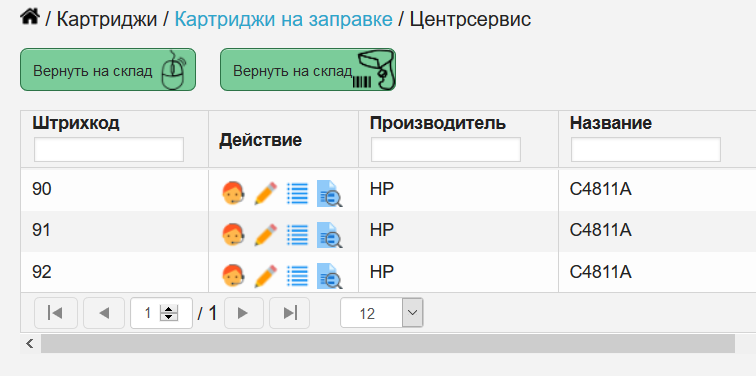 / Картриджи / Картриджи на заправке / Центрсервис
Вернуть на склад Вернуть на склад
Штрихкод Действие Производитель Название
90 HP C4811A
91 HP C4811A
92 HP C4811A
1 / 1 12